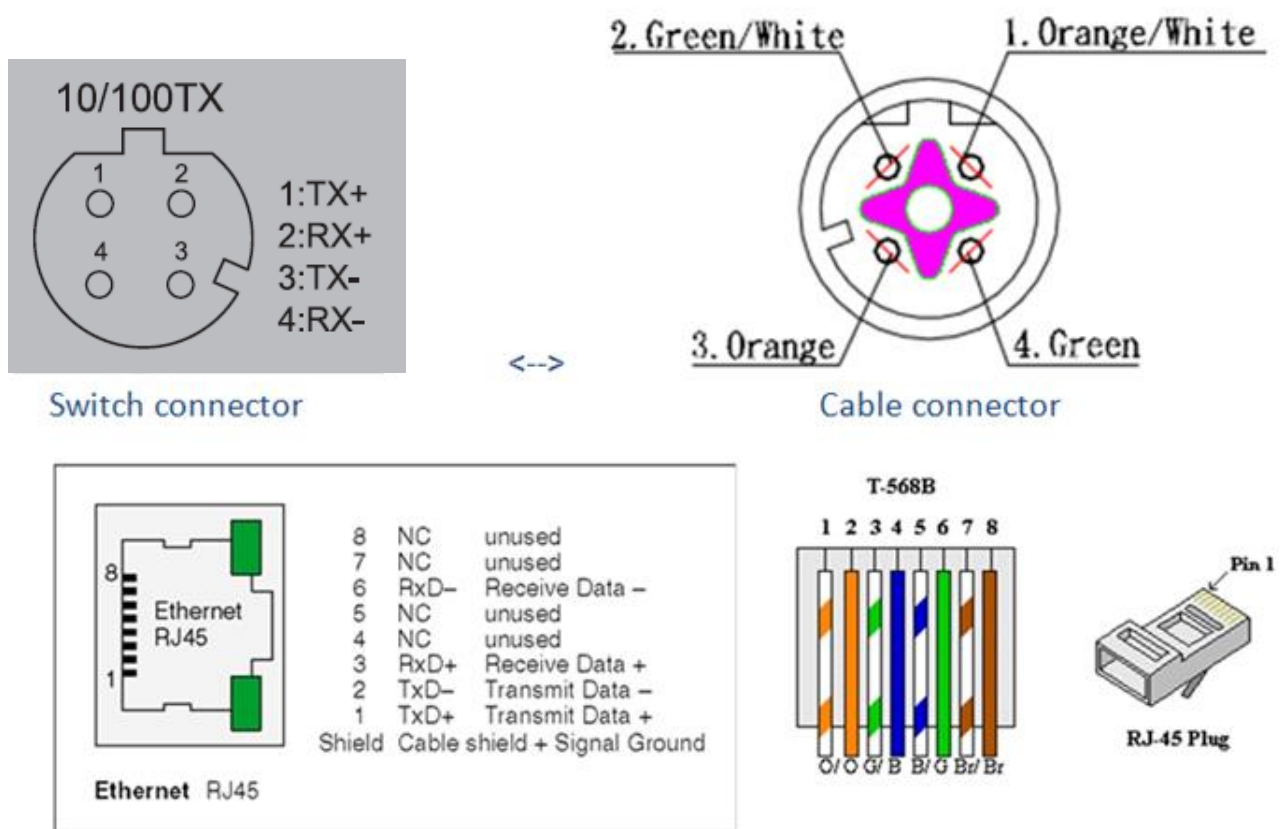 2.Green/White
1.Orange/White
10/100TX
1
2
4
3
1:TX+
2:RX+
3:TX-
4:RX-
3.Orange
4.Green
<-->
Switch connector
Cable connector
8
1
Ethernet
RJ45
8 NC unused
7 NC unused
6 RxD– Receive Data –
5 NC unused
4 NC unused
3 RxD+ Receive Data +
2 TxD– Transmit Data –
1 TxD+ Transmit Data +
Shield Cable shield + Signal Ground
Ethernet RJ45
T-568B
1 2 3 4 5 6 7 8
O/ O G/ B B/ G Br/ Br
Pin 1
RJ-45 Plug